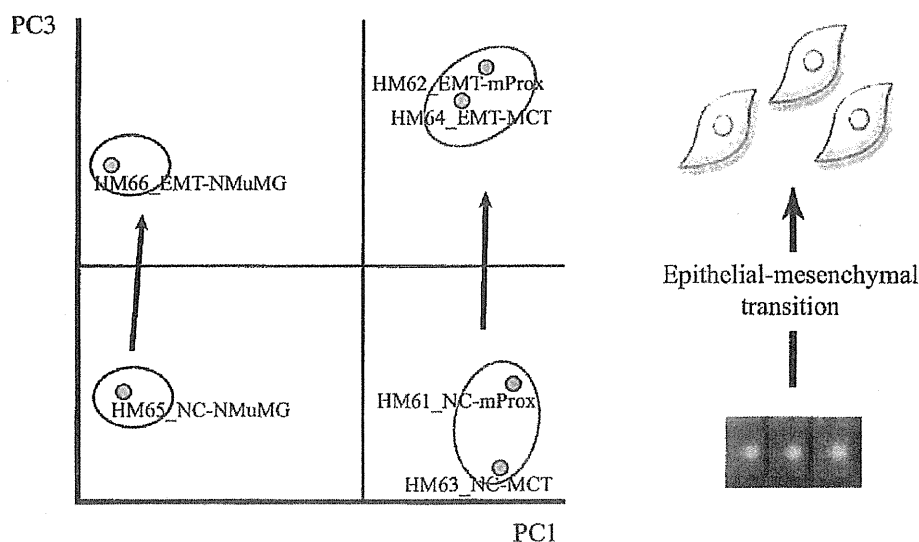 PC3
HM62_EMT-mProx
HM64_EMT-MCT
HM66_EMT-NMuMG
Epithelial-mesenchymal
transition
HM65_NC-NMuMG
HM61_NC-mProx
HM63_NC-MCT
PC1